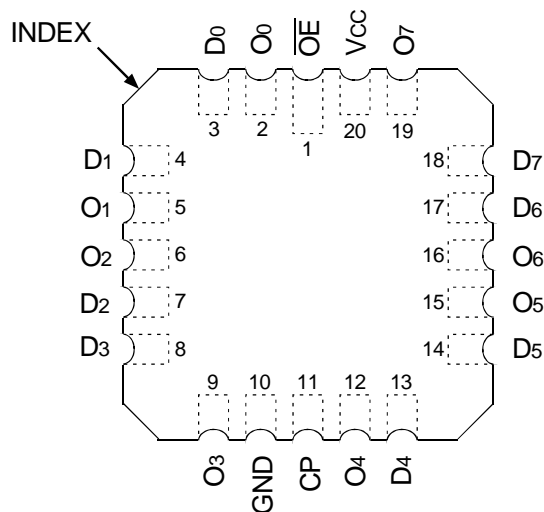 INDEX
D0 O0 OE VCC O7
3 2 1 20 19
D1 4 18 D7
O1 5 17 D6
O2 6 16 O6
D2 7 15 O5
D3 8 14 D5
9 10 11 12 13
O3 GND CP O4 D4